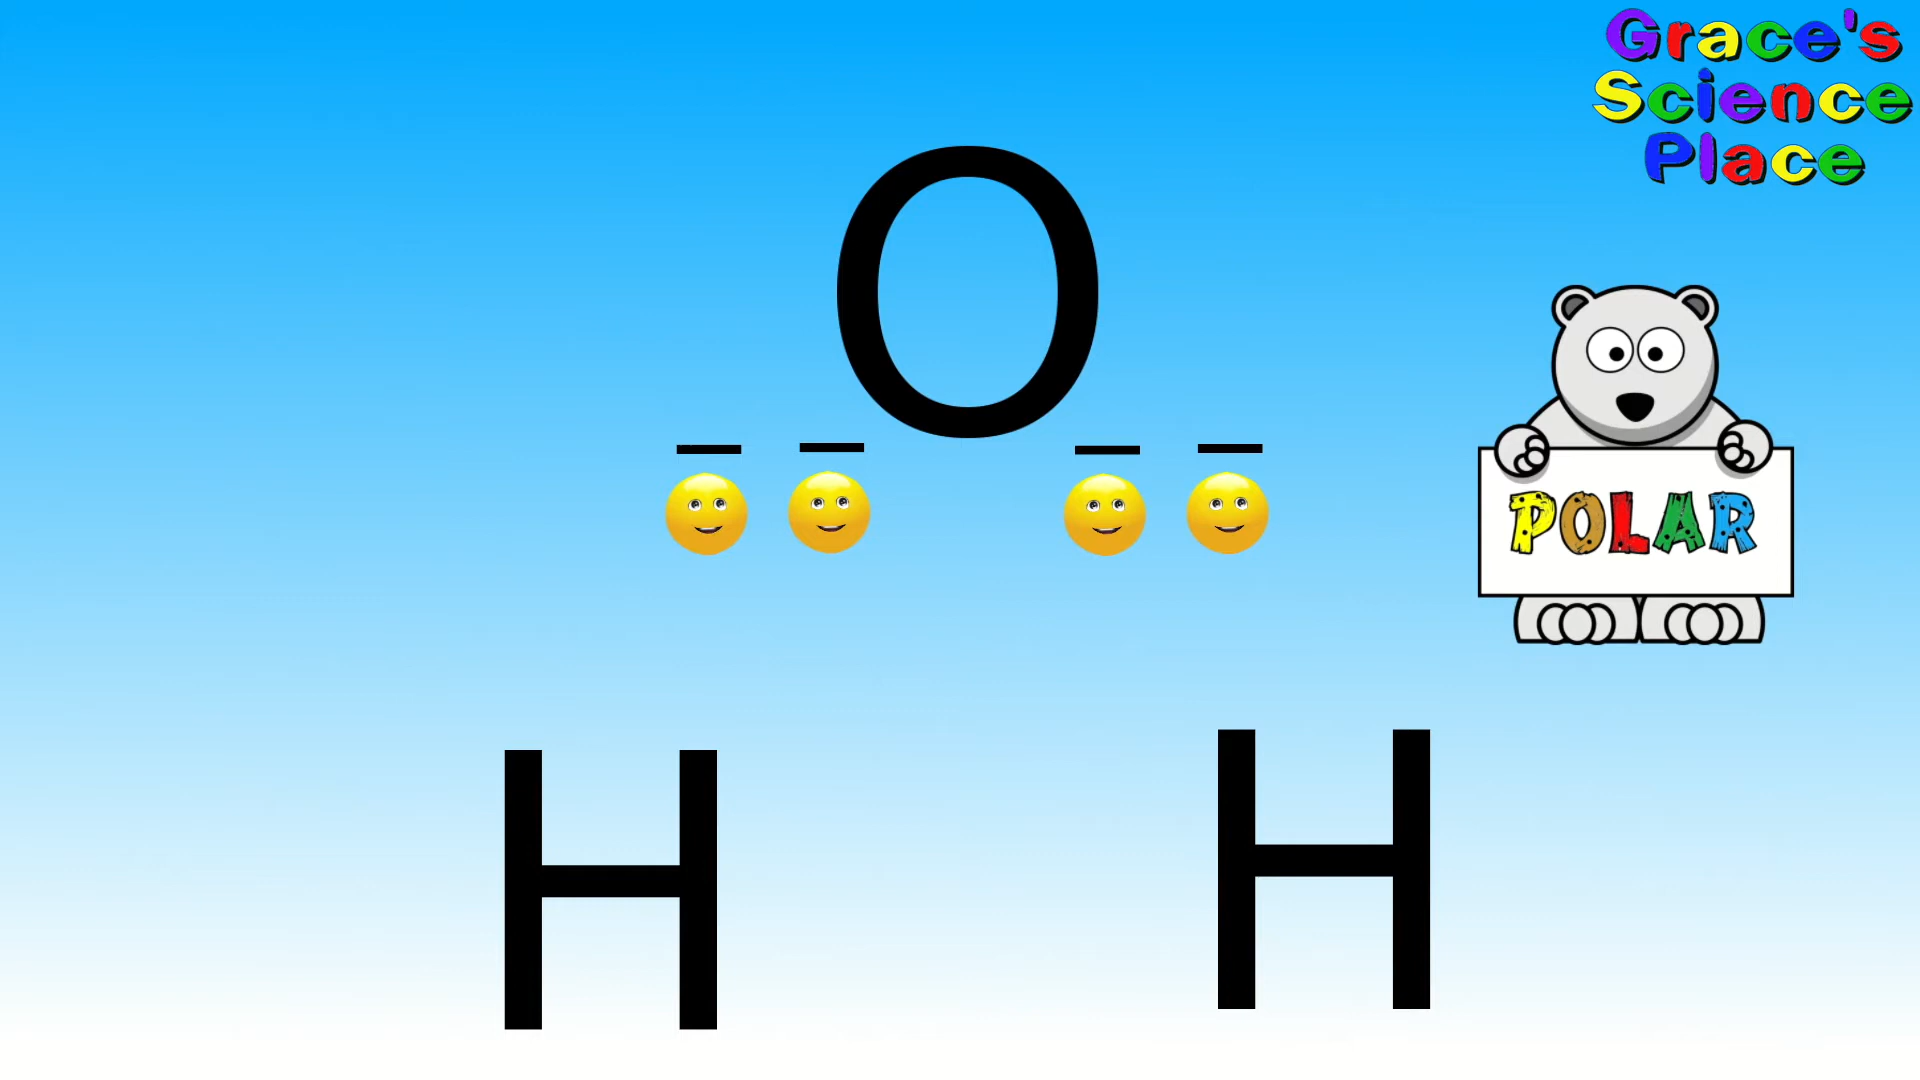 Grace's
Science
Place
O
– – – –
POLAR
H H